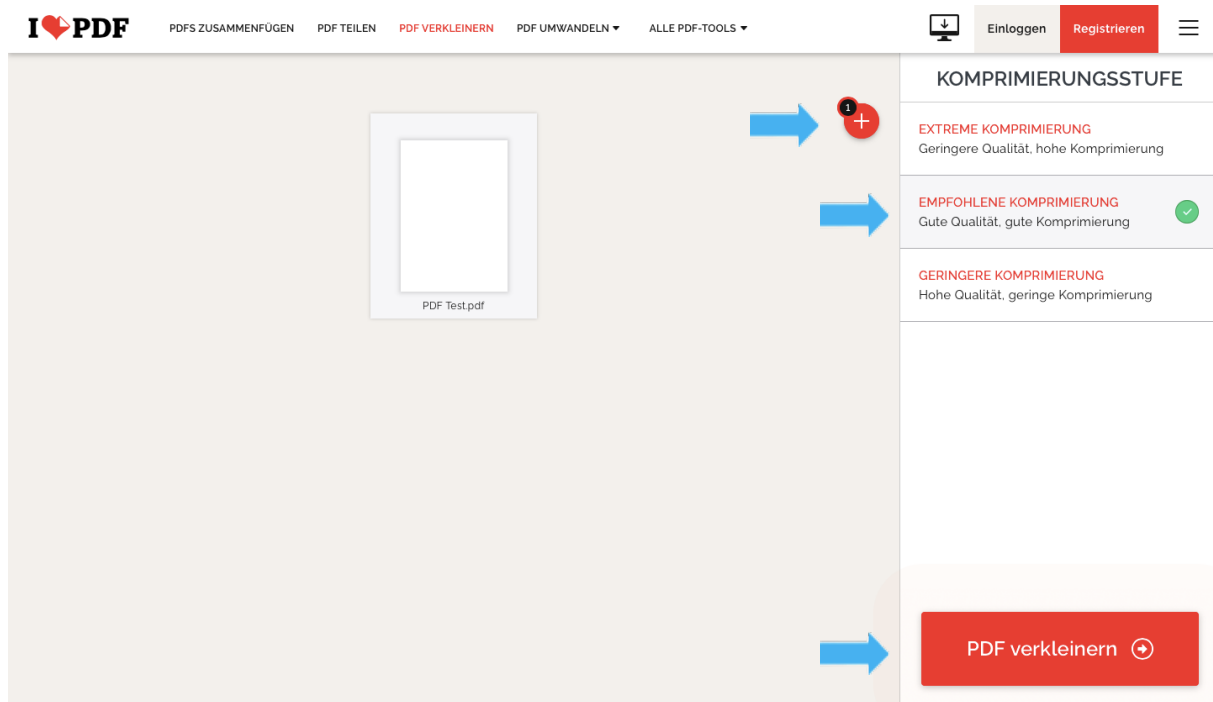 I PDF
PDFS ZUSAMMENFÜGEN
PDF TEILEN
PDF VERKLEINERN
PDF UMWANDELN
ALLE PDF-TOOLS
Einloggen
Registrieren
1
PDF Test.pdf
KOMPRIMIERUNGSSTUFE
EXTREME KOMPRIMIERUNG
Geringere Qualität, hohe Komprimierung
EMPFOHLENE KOMPRIMIERUNG
Gute Qualität, gute Komprimierung
GERINGERE KOMPRIMIERUNG
Hohe Qualität, geringe Komprimierung
PDF verkleinern